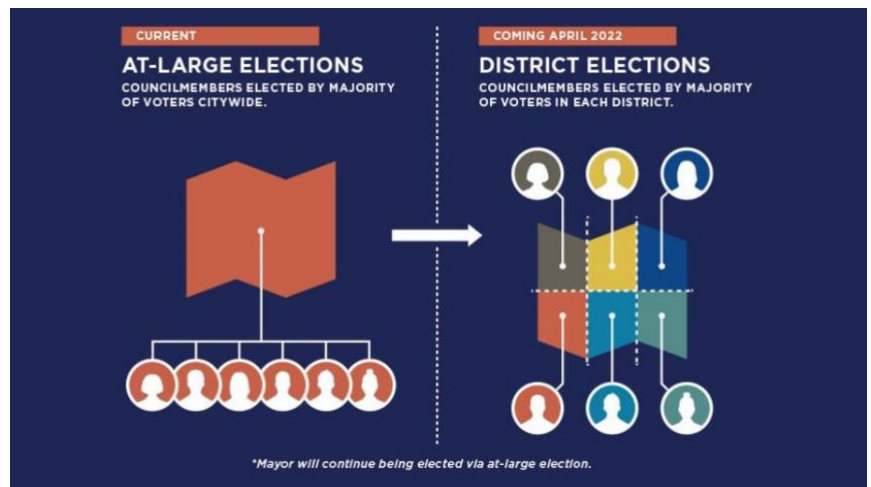 CURRENT
AT-LARGE ELECTIONS
COUNCILMEMBERS ELECTED BY MAJORITY
OF VOTERS CITYWIDE.
COMING APRIL 2022
DISTRICT ELECTIONS
COUNCILMEMBERS ELECTED BY MAJORITY
OF VOTERS IN EACH DISTRICT.
*Mayor will continue being elected via at-large election.